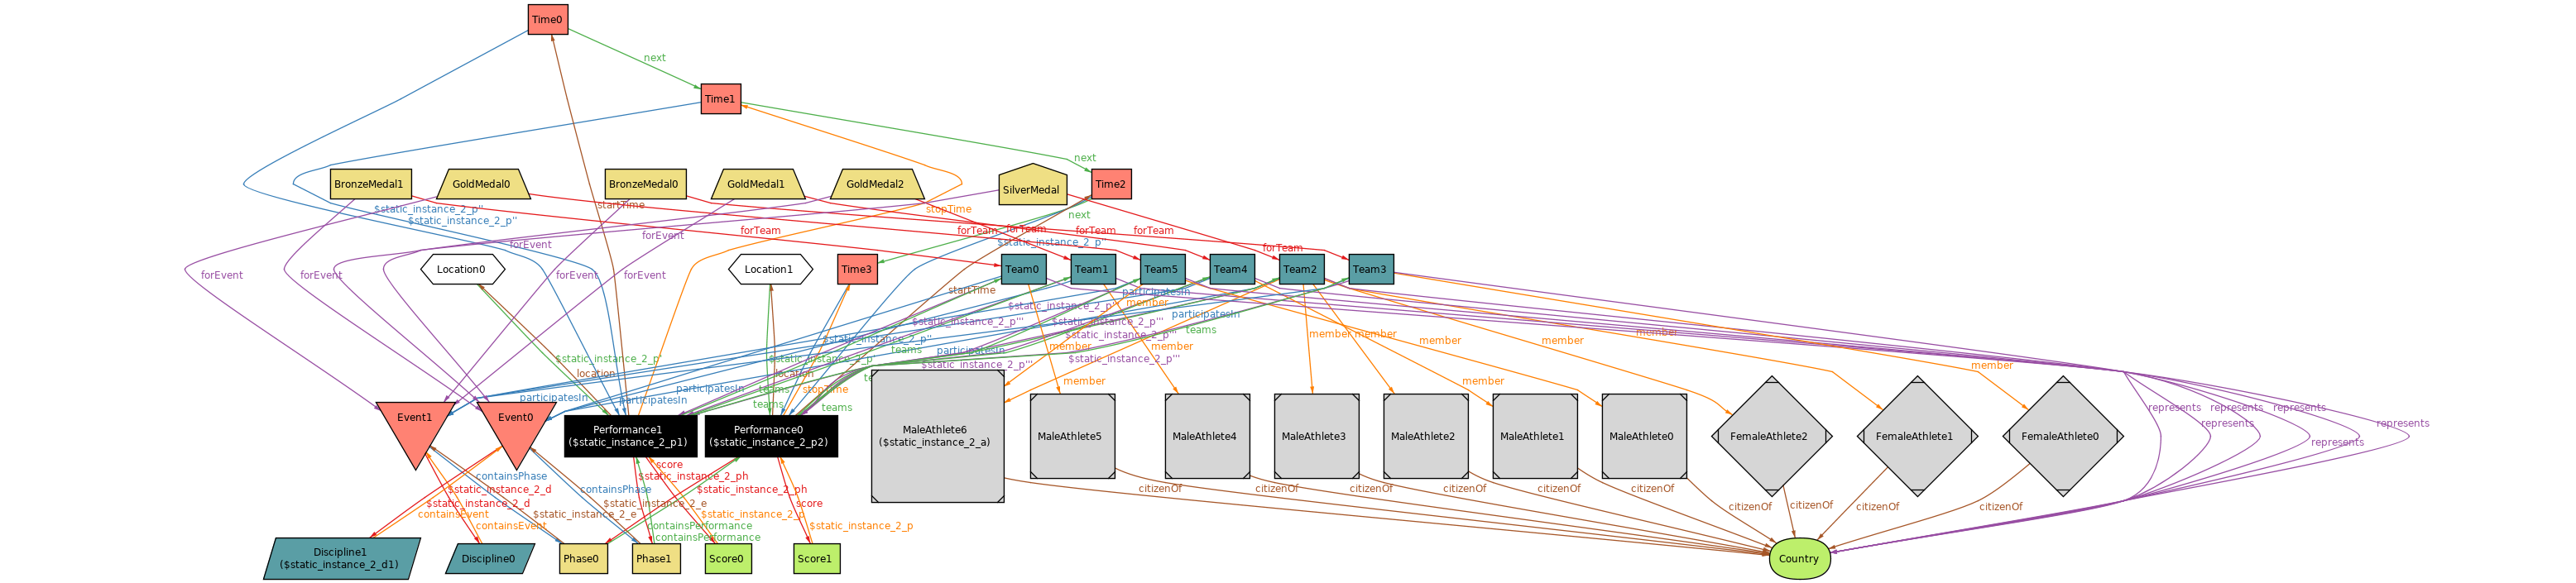 Time0
next
Time1
next
BronzeMedal1
GoldMedal0
BronzeMedal0
GoldMedal1
GoldMedal2
SilverMedal
Time2
$static_instance_2_p''
$static_instance_2_p''
startTime
stopTime
next
forTeam
forTeam
forTeam
forTeam
forTeam
forTeam
forEvent
forEvent
$static_instance_2_p''
forEvent
forEvent
forEvent
forEvent
Location0
Location1
Time3
Team0
Team1
Team5
Team4
Team2
Team3
startTime
participatesIn
member
$static_instance_2_p'''
participatesIn
$static_instance_2_p'''
$static_instance_2_p'''
teams
$static_instance_2_p'''
$static_instance_2_p''
member
member
member
member
member
member
member
member
teams
participatesIn
$static_instance_2_p'
$static_instance_2_p'
$static_instance_2_p'''
$static_instance_2_p'''
member
location
location
member
member
participatesIn
teams
stopTime
participatesIn
participatesIn
teams
teams
Event1
Event0
Performance1
($static_instance_2_p1)
Performance0
($static_instance_2_p2)
MaleAthlete6
($static_instance_2_a)
MaleAthlete5
MaleAthlete4
MaleAthlete3
MaleAthlete2
MaleAthlete1
MaleAthlete0
FemaleAthlete2
FemaleAthlete1
FemaleAthlete0
represents
represents
represents
represents
represents
represents
score
containsPhase
$static_instance_2_ph
$static_instance_2_d
containsPhase
$static_instance_2_ph
$static_instance_2_d
$static_instance_2_e
score
containsEvent
$static_instance_2_e
$static_instance_2_p
containsEvent
containsPerformance
$static_instance_2_p
containsPerformance
citizenOf
citizenOf
citizenOf
citizenOf
citizenOf
citizenOf
citizenOf
citizenOf
citizenOf
citizenOf
Discipline1
($static_instance_2_d1)
Discipline0
Phase0
Phase1
Score0
Score1
Country